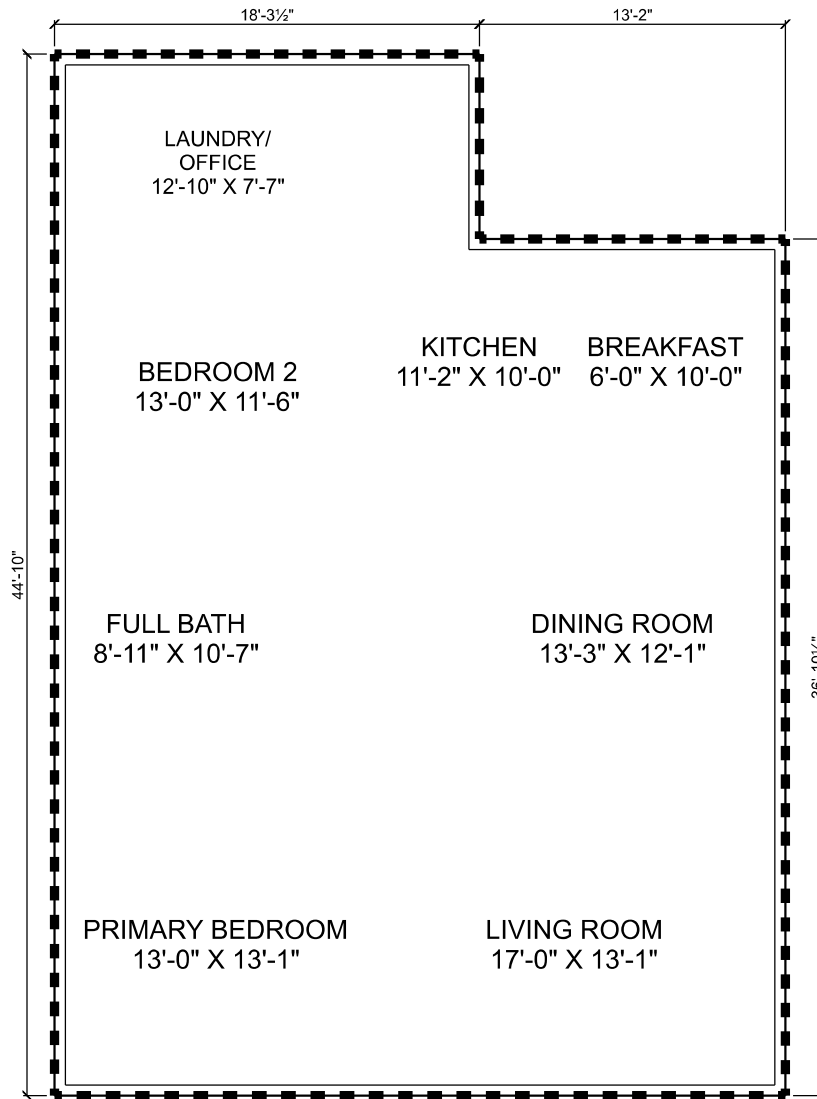 18'-3½"
13'-2"
LAUNDRY/
OFFICE
12'-10" X 7'-7"
KITCHEN
11'-2" X 10'-0"
BREAKFAST
6'-0" X 10'-0"
BEDROOM 2
13'-0" X 11'-6"
44'-10"
FULL BATH
8'-11" X 10'-7"
DINING ROOM
13'-3" X 12'-1"
PRIMARY BEDROOM
13'-0" X 13'-1"
LIVING ROOM
17'-0" X 13'-1"